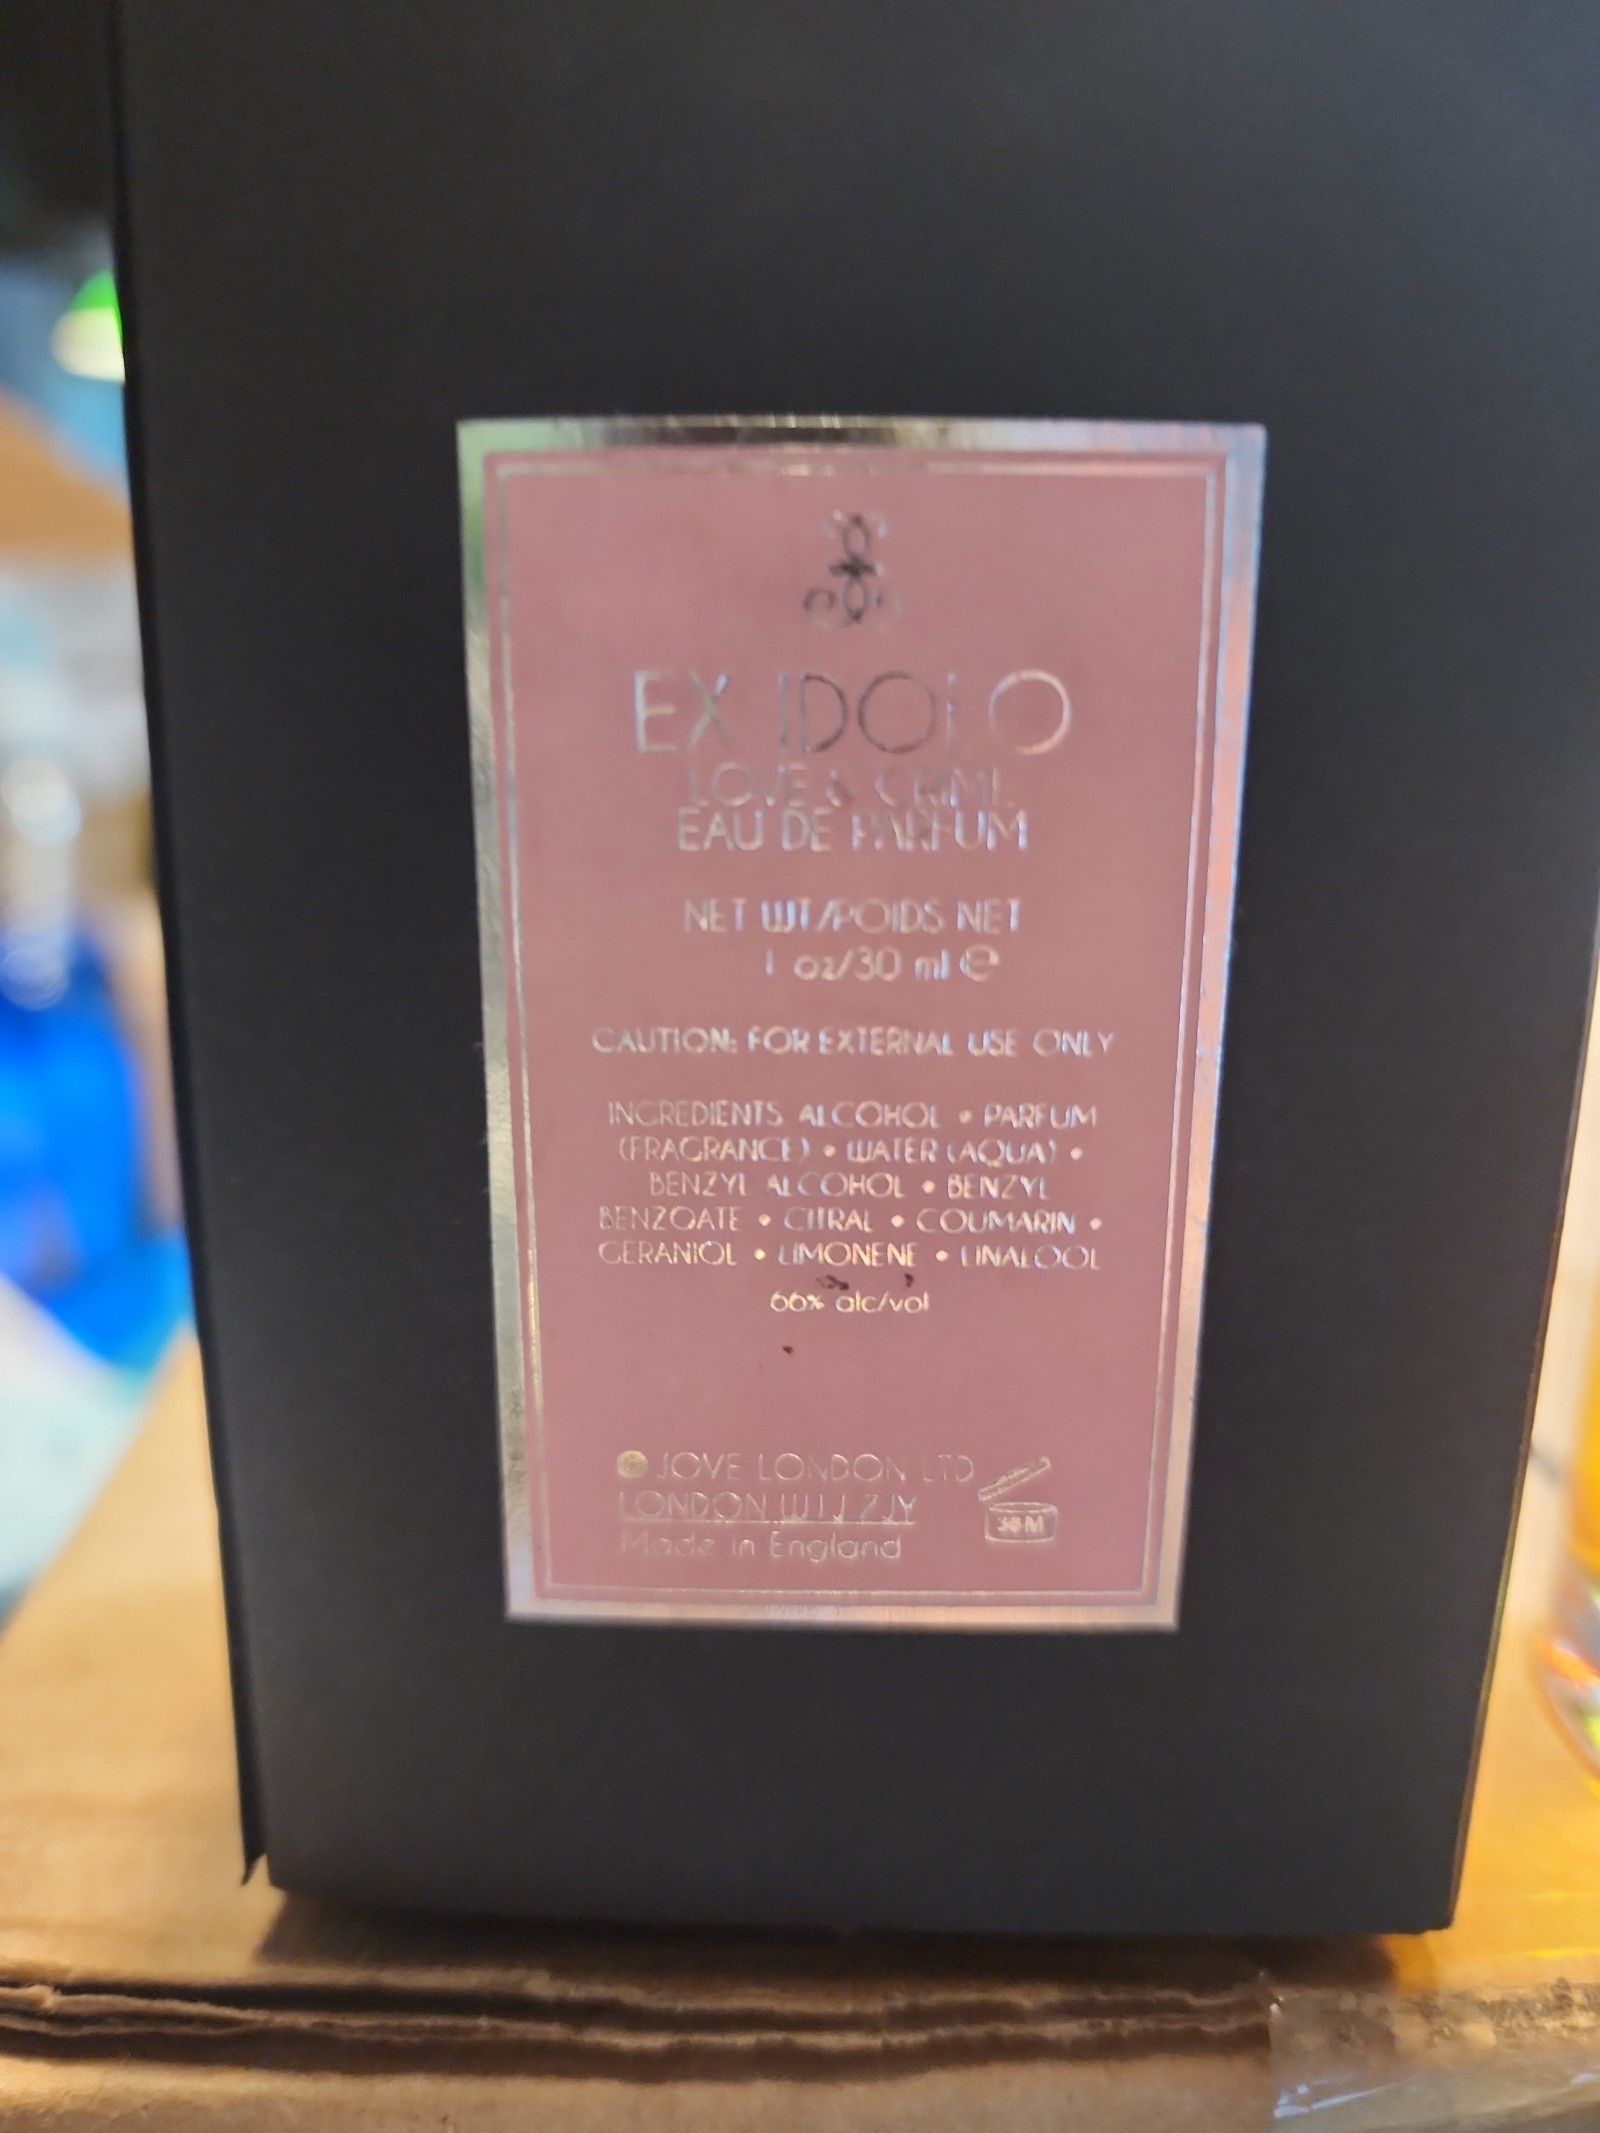 EX IDOLO
LOVE & CRIME
EAU DE PARFUM
NET WT/POIDS NET
1 oz/30 ml ℮
CAUTION: FOR EXTERNAL USE ONLY
INGREDIENTS ALCOHOL • PARFUM
(FRAGRANCE) • WATER (AQUA) •
BENZYL ALCOHOL • BENZYL
BENZOATE • CITRAL • COUMARIN •
GERANIOL • LIMONENE • LINALOOL
66% alc/vol
JOVE LONDON LTD
LONDON W1J 7JY
Made in England
36M